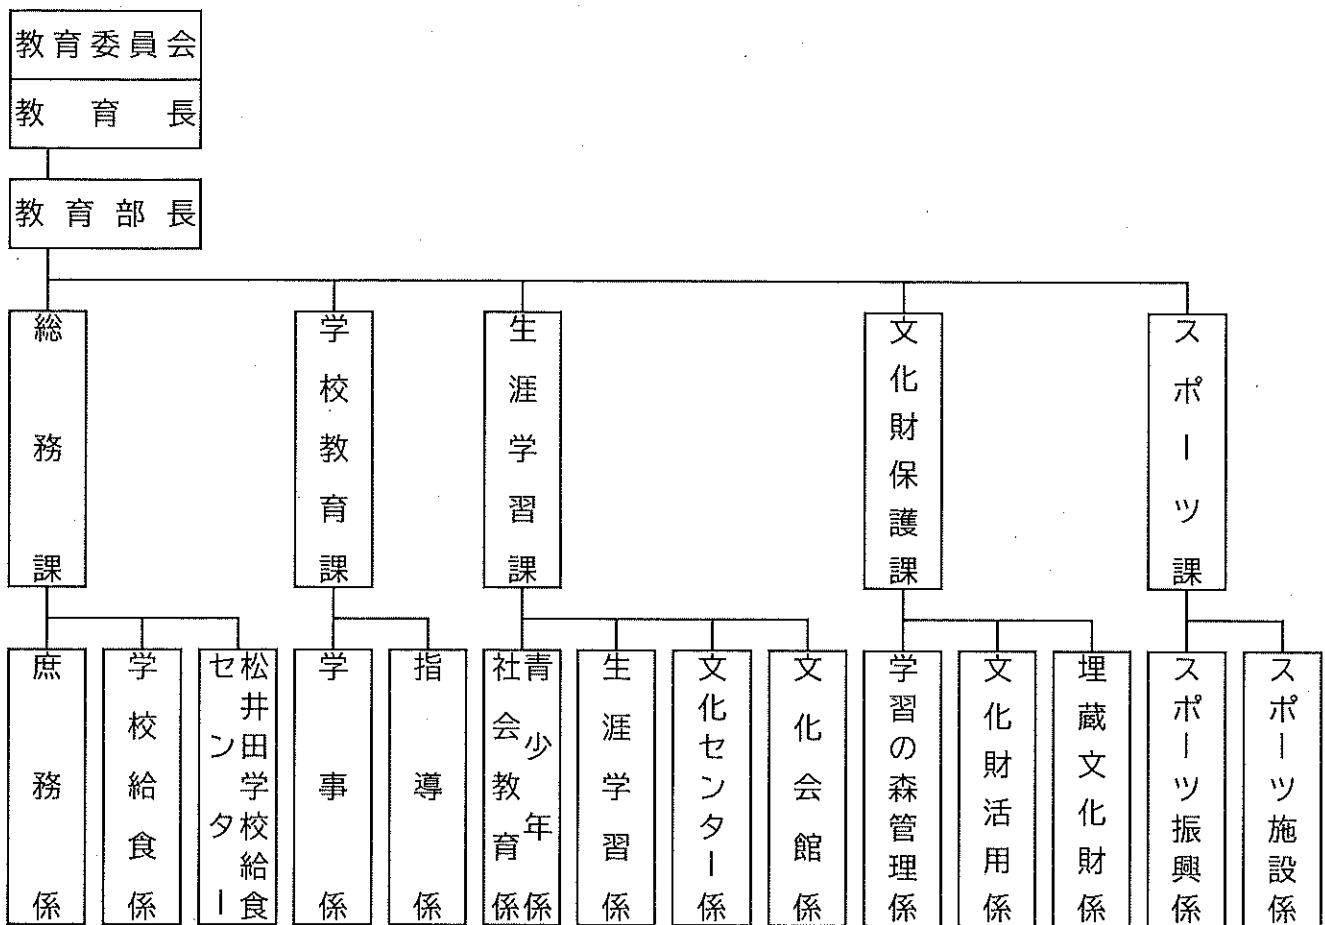 教育委員会
教育長
教育部長
総務課
学校教育課
生涯学習課
文化財保護課
スポーツ課
庶務係
学校給食係
松井田学校給食
センター
学事係
指導係
青少年係
社会教育係
生涯学習係
文化センター係
文化会館係
学習の森管理係
文化財活用係
埋蔵文化財係
スポーツ振興係
スポーツ施設係